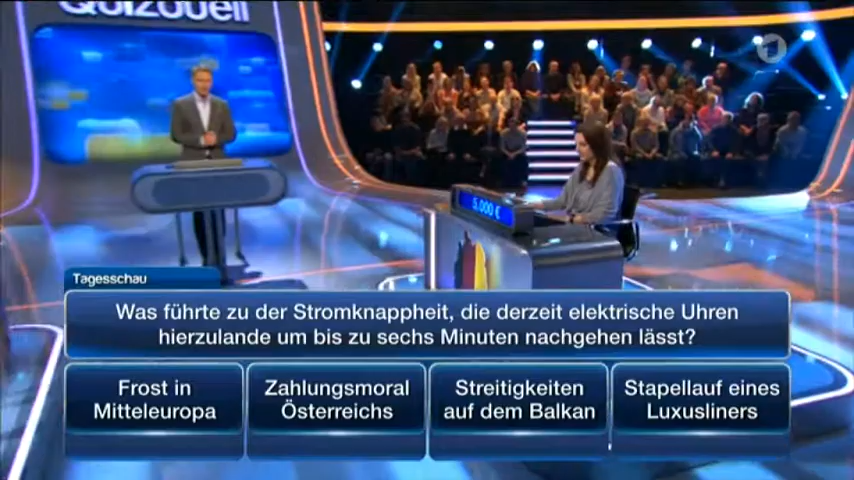 Quizduell
5.000 €
Tagesschau
Was führte zu der Stromknappheit, die derzeit elektrische Uhren
hierzulande um bis zu sechs Minuten nachgehen lässt?
Frost in
Mitteleuropa
Zahlungsmoral
Österreichs
Streitigkeiten
auf dem Balkan
Stapellauf eines
Luxusliners